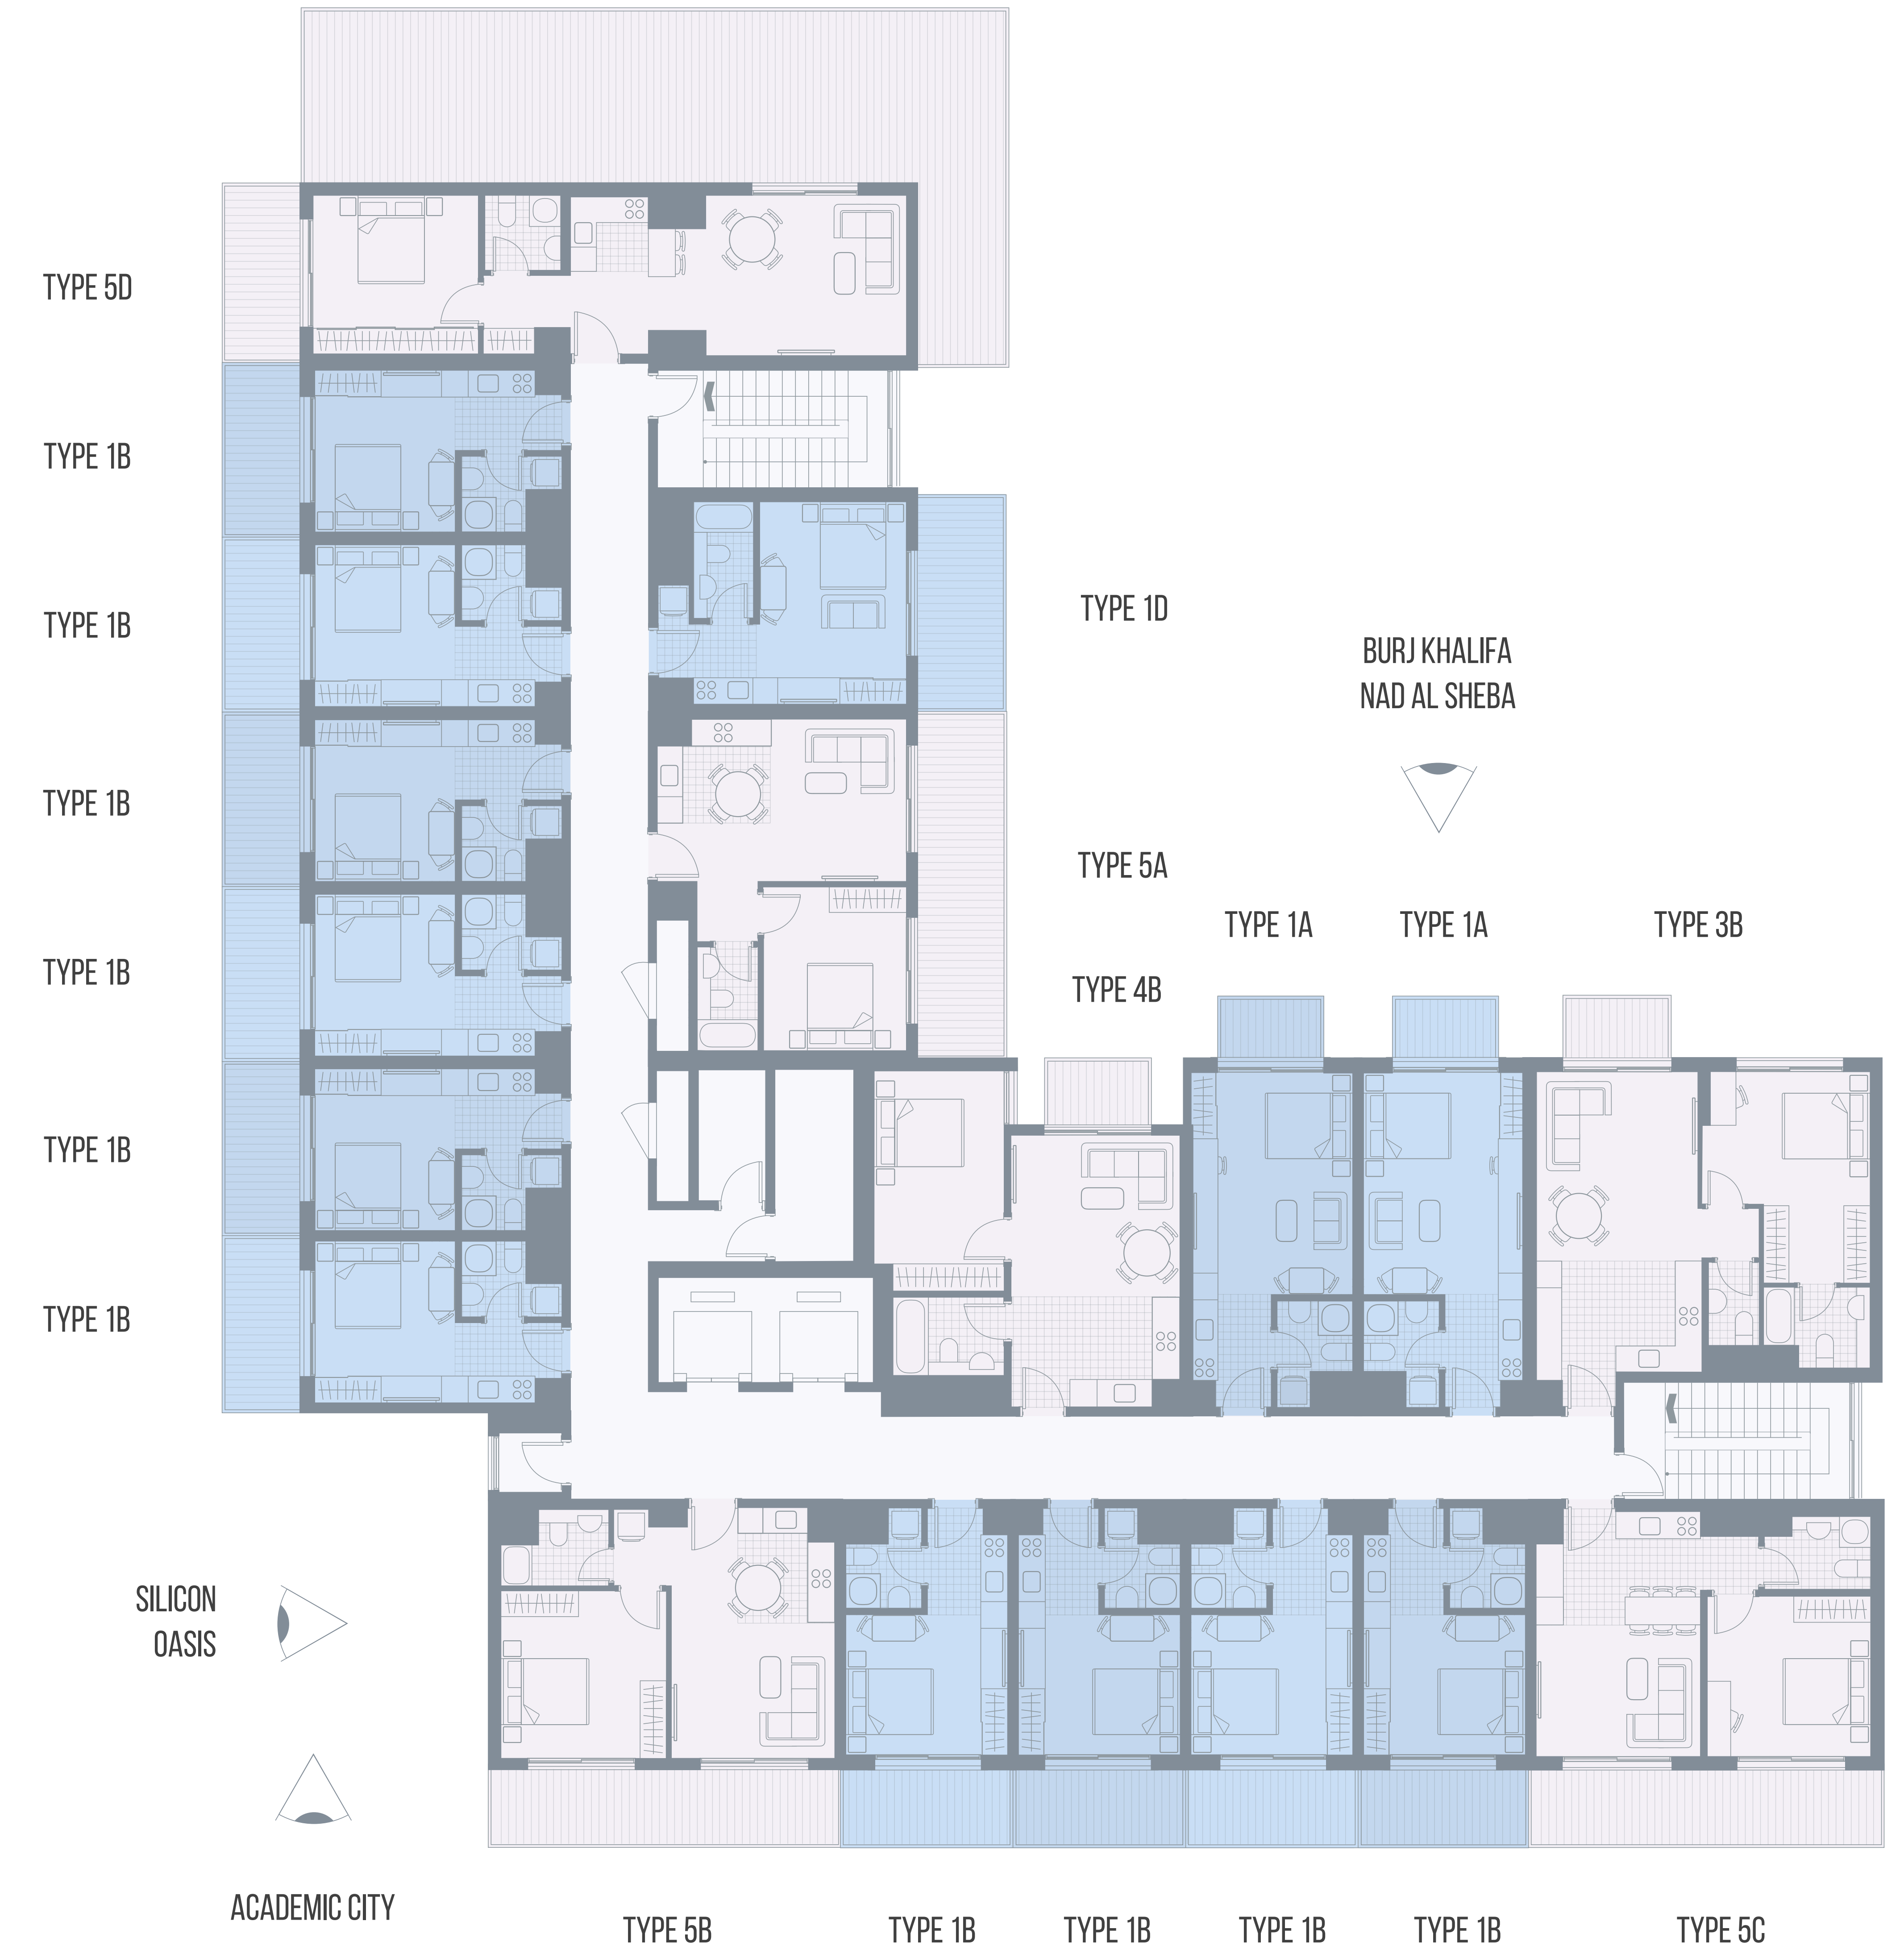 TYPE 5D
TYPE 1B
TYPE 1B
TYPE 1D
BURJ KHALIFA
NAD AL SHEBA
TYPE 1B
TYPE 5A
TYPE 1A
TYPE 1A
TYPE 3B
TYPE 1B
TYPE 4B
TYPE 1B
TYPE 1B
SILICON
OASIS
ACADEMIC CITY
TYPE 5B
TYPE 1B
TYPE 1B
TYPE 1B
TYPE 1B
TYPE 5C